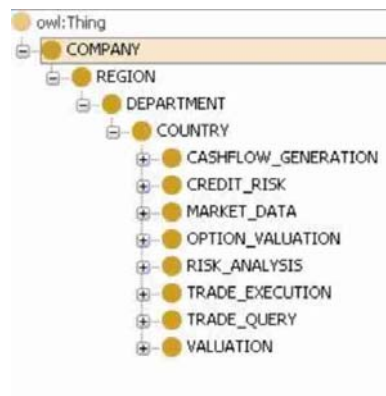 owl:Thing
COMPANY
REGION
DEPARTMENT
COUNTRY
CASHFLOW_GENERATION
CREDIT_RISK
MARKET_DATA
OPTION_VALUATION
RISK_ANALYSIS
TRADE_EXECUTION
TRADE_QUERY
VALUATION